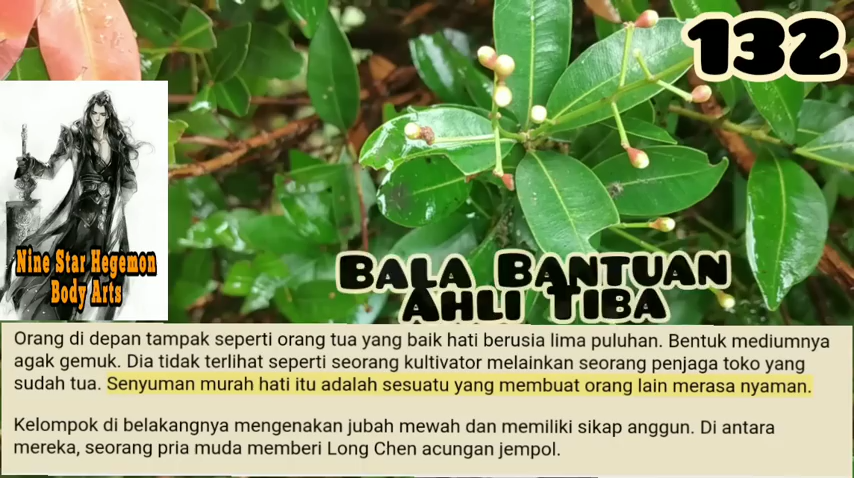 132
Nine Star Hegemon
Body Arts
BALA BANTUAN
AHLI TIBA
Orang di depan tampak seperti orang tua yang baik hati berusia lima puluhan. Bentuk mediumnya
agak gemuk. Dia tidak terlihat seperti seorang kultivator melainkan seorang penjaga toko yang
sudah tua. Senyuman murah hati itu adalah sesuatu yang membuat orang lain merasa nyaman.
Kelompok di belakangnya mengenakan jubah mewah dan memiliki sikap anggun. Di antara
mereka, seorang pria muda memberi Long Chen acungan jempol.